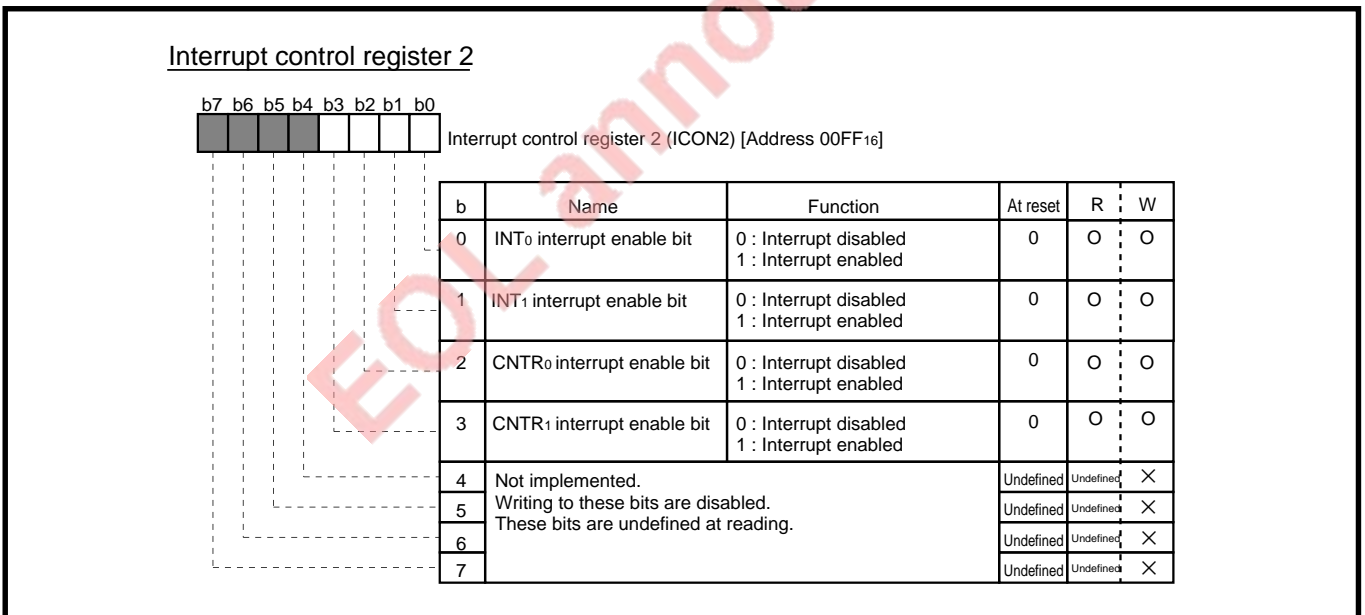 Interrupt control register 2
b7 b6 b5 b4 b3 b2 b1 b0
Interrupt control register 2 (ICON2) [Address 00FF16]
b Name Function At reset R W
0 INT0 interrupt enable bit 0 : Interrupt disabled 0 O O
1 : Interrupt enabled
1 INT1 interrupt enable bit 0 : Interrupt disabled 0 O O
1 : Interrupt enabled
2 CNTR0 interrupt enable bit 0 : Interrupt disabled 0 O O
1 : Interrupt enabled
3 CNTR1 interrupt enable bit 0 : Interrupt disabled 0 O O
1 : Interrupt enabled
4 Not implemented. Undefined Undefined ×
5 Writing to these bits are disabled. Undefined Undefined ×
These bits are undefined at reading.
6 Undefined Undefined ×
7 Undefined Undefined ×
EOL